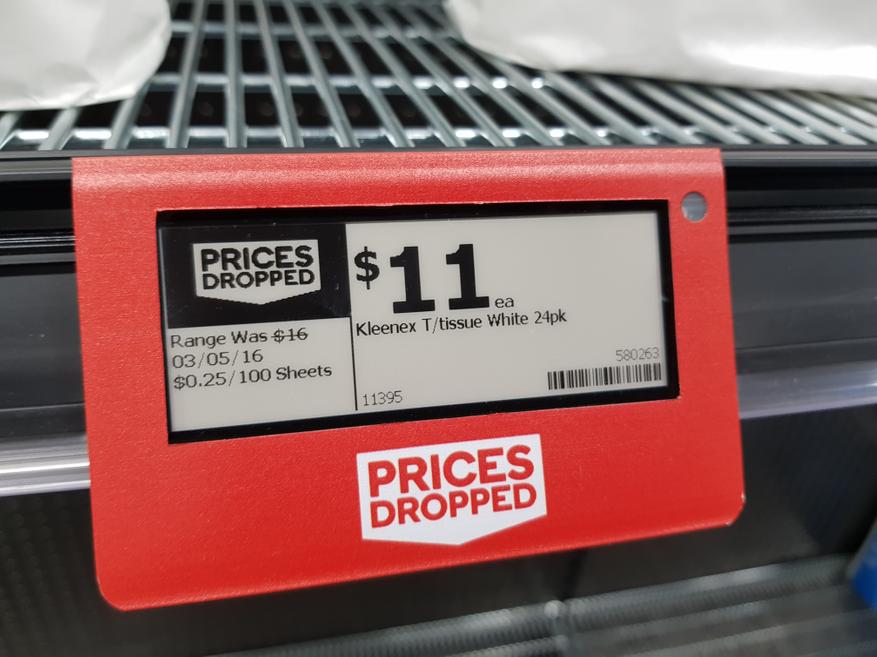 PRICES
DROPPED
Range Was $16
03/05/16
$0.25/100 Sheets
$11 ea
Kleenex T/tissue White 24pk
580263
11395
PRICES
DROPPED